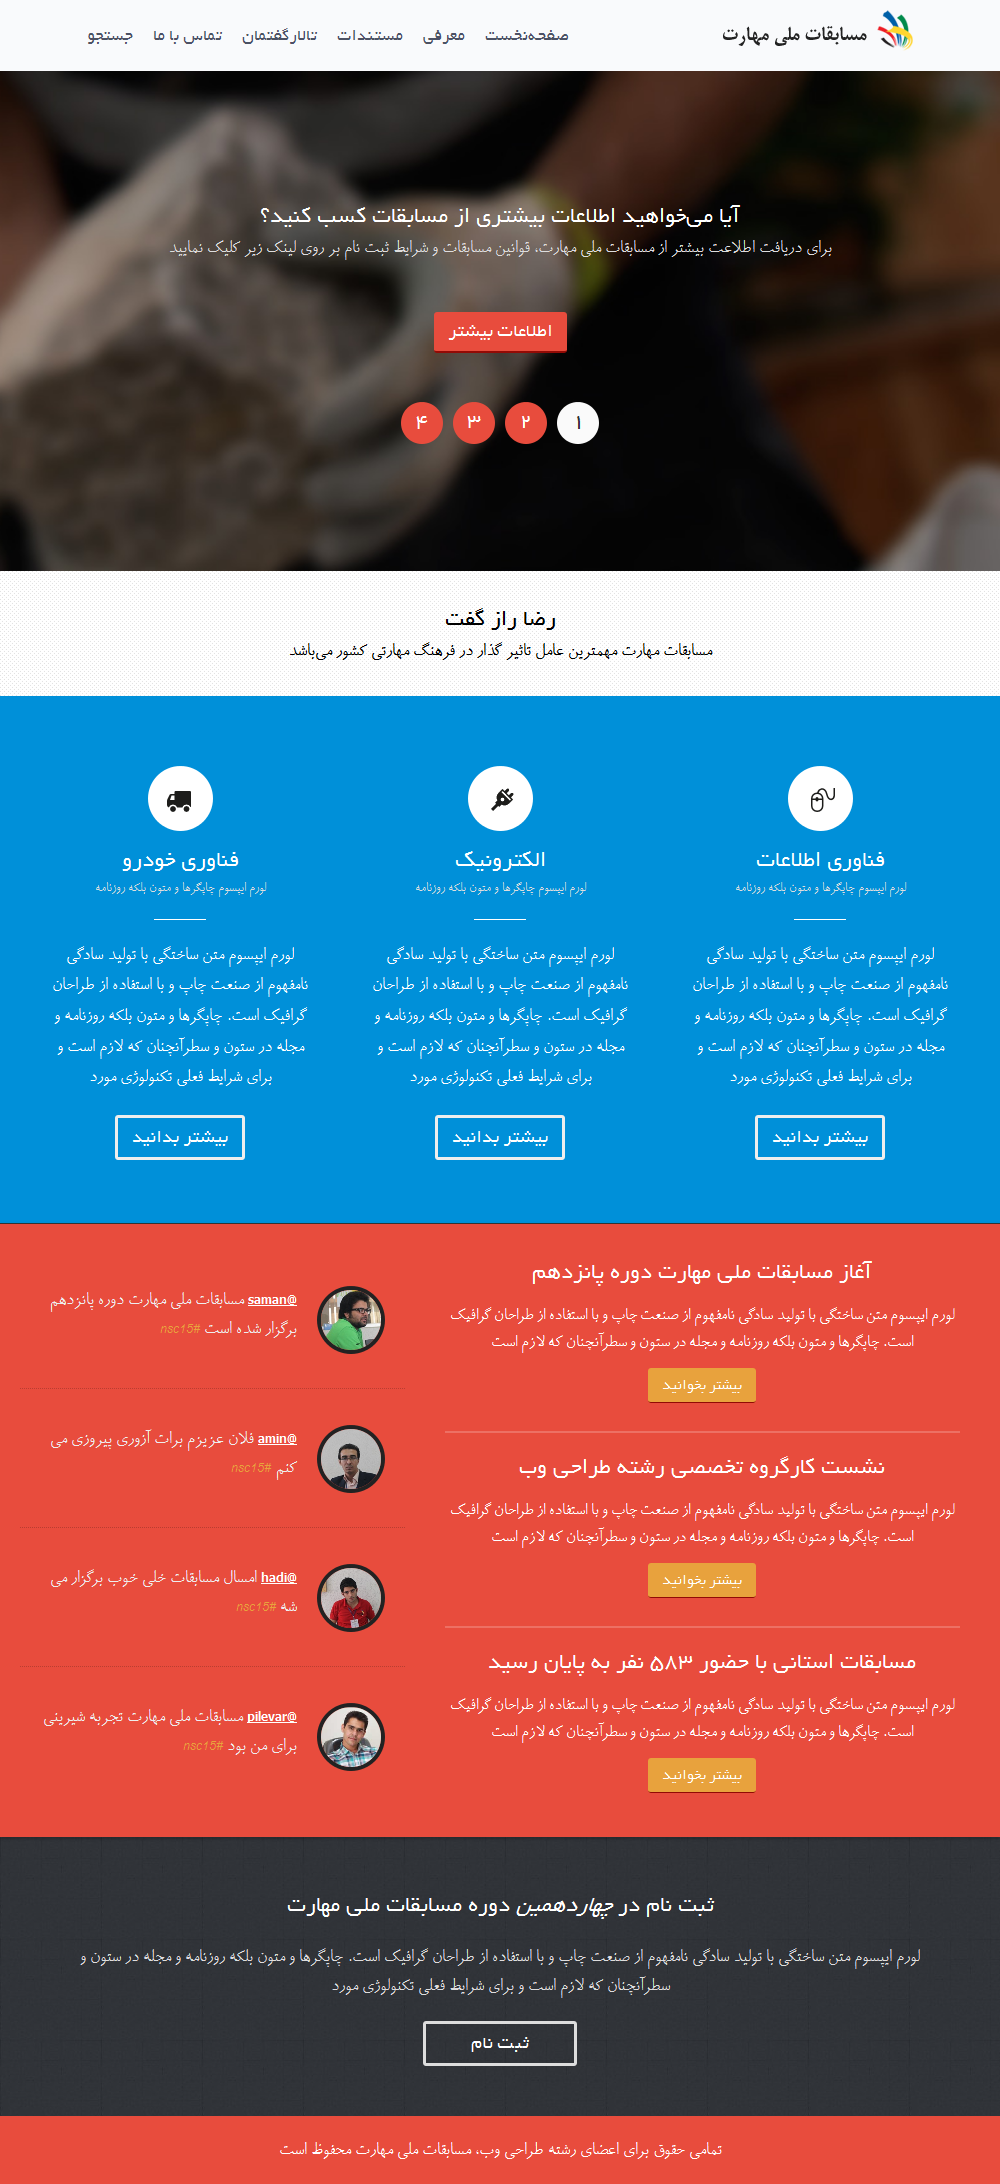 مسابقات ملی مهارت
صفحه‌نخست
معرفی
مستندات
تالارگفتمان
تماس با ما
جستجو
آیا می‌خواهید اطلاعات بیشتری از مسابقات کسب کنید؟
برای دریافت اطلاعت بیشتر از مسابقات ملی مهارت، قوانین مسابقات و شرایط ثبت نام بر روی لینک زیر کلیک نمایید
اطلاعات بیشتر
۱
۲
۳
۴
رضا راز گفت
مسابقات مهارت مهمترین عامل تاثیر گذار در فرهنگ مهارتی کشور می‌باشد
فناوری اطلاعات
لورم ایپسوم چاپگرها و متون بلکه روزنامه
لورم ایپسوم متن ساختگی با تولید سادگی
نامفهوم از صنعت چاپ و با استفاده از طراحان
گرافیک است. چاپگرها و متون بلکه روزنامه و
مجله در ستون و سطرآنچنان که لازم است و
برای شرایط فعلی تکنولوژی مورد
بیشتر بدانید
الکترونیک
لورم ایپسوم چاپگرها و متون بلکه روزنامه
لورم ایپسوم متن ساختگی با تولید سادگی
نامفهوم از صنعت چاپ و با استفاده از طراحان
گرافیک است. چاپگرها و متون بلکه روزنامه و
مجله در ستون و سطرآنچنان که لازم است و
برای شرایط فعلی تکنولوژی مورد
بیشتر بدانید
فناوری خودرو
لورم ایپسوم چاپگرها و متون بلکه روزنامه
لورم ایپسوم متن ساختگی با تولید سادگی
نامفهوم از صنعت چاپ و با استفاده از طراحان
گرافیک است. چاپگرها و متون بلکه روزنامه و
مجله در ستون و سطرآنچنان که لازم است و
برای شرایط فعلی تکنولوژی مورد
بیشتر بدانید
آغاز مسابقات ملی مهارت دوره پانزدهم
لورم ایپسوم متن ساختگی با تولید سادگی نامفهوم از صنعت چاپ و با استفاده از طراحان گرافیک
است. چاپگرها و متون بلکه روزنامه و مجله در ستون و سطرآنچنان که لازم است
بیشتر بخوانید
نشست کارگروه تخصصی رشته طراحی وب
لورم ایپسوم متن ساختگی با تولید سادگی نامفهوم از صنعت چاپ و با استفاده از طراحان گرافیک
است. چاپگرها و متون بلکه روزنامه و مجله در ستون و سطرآنچنان که لازم است
بیشتر بخوانید
مسابقات استانی با حضور ۵۸۳ نفر به پایان رسید
لورم ایپسوم متن ساختگی با تولید سادگی نامفهوم از صنعت چاپ و با استفاده از طراحان گرافیک
است. چاپگرها و متون بلکه روزنامه و مجله در ستون و سطرآنچنان که لازم است
بیشتر بخوانید
@saman مسابقات ملی مهارت دوره پانزدهم
برگزار شده است #nsc15
@amin فلان عزیزم برات آزوری پیروزی می
کنم #nsc15
@hadi امسال مسابقات خلی خوب برگزار می
شه #nsc15
@pilevar مسابقات ملی مهارت تجربه شیرینی
برای من بود #nsc15
ثبت نام در چهاردهمین دوره مسابقات ملی مهارت
لورم ایپسوم متن ساختگی با تولید سادگی نامفهوم از صنعت چاپ و با استفاده از طراحان گرافیک است. چاپگرها و متون بلکه روزنامه و مجله در ستون و
سطرآنچنان که لازم است و برای شرایط فعلی تکنولوژی مورد
ثبت نام
تمامی حقوق برای اعضای رشته طراحی وب، مسابقات ملی مهارت محفوظ است